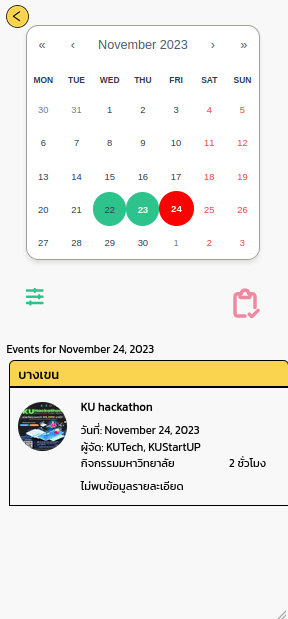 « ‹ November 2023 › »
MON TUE WED THU FRI SAT SUN
30 31 1 2 3 4 5
6 7 8 9 10 11 12
13 14 15 16 17 18 19
20 21 22 23 24 25 26
27 28 29 30 1 2 3
Events for November 24, 2023
บางเขน
KU hackathon
วันที่: November 24, 2023
ผู้จัด: KUTech, KUStartUP
กิจกรรมมหาวิทยาลัย 2 ชั่วโมง
ไม่พบข้อมูลรายละเอียด